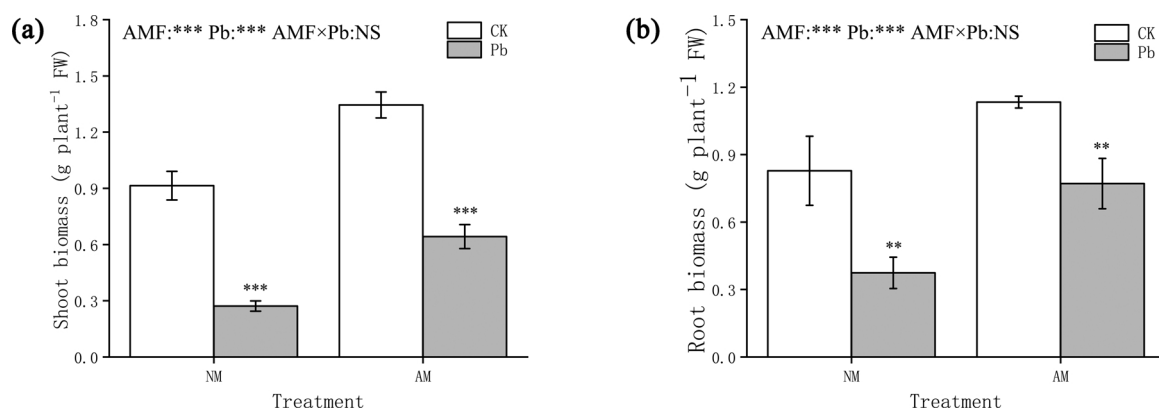 (a)
AMF:*** Pb:*** AMF×Pb:NS
CK
Pb
Shoot biomass (g plant⁻¹ FW)
1.8
1.5
1.2
0.9
0.6
0.3
0.0
***
***
NM
AM
Treatment
(b)
AMF:*** Pb:*** AMF×Pb:NS
CK
Pb
Root biomass (g plant⁻¹ FW)
1.5
1.2
0.9
0.6
0.3
0.0
**
**
NM
AM
Treatment